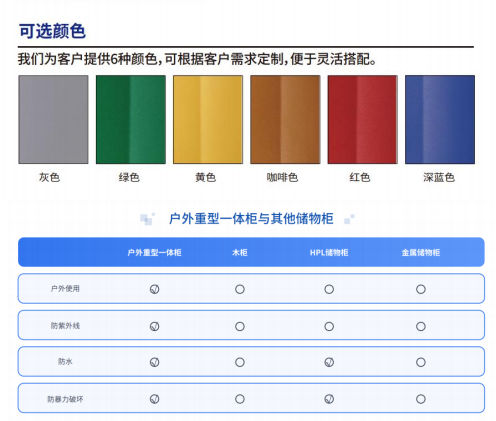 可选颜色
我们为客户提供6种颜色,可根据客户需求定制,便于灵活搭配。
灰色 绿色 黄色 咖啡色 红色 深蓝色
户外重型一体柜与其他储物柜
户外重型一体柜 木柜 HPL储物柜 金属储物柜
户外使用
防紫外线
防水
防暴力破坏